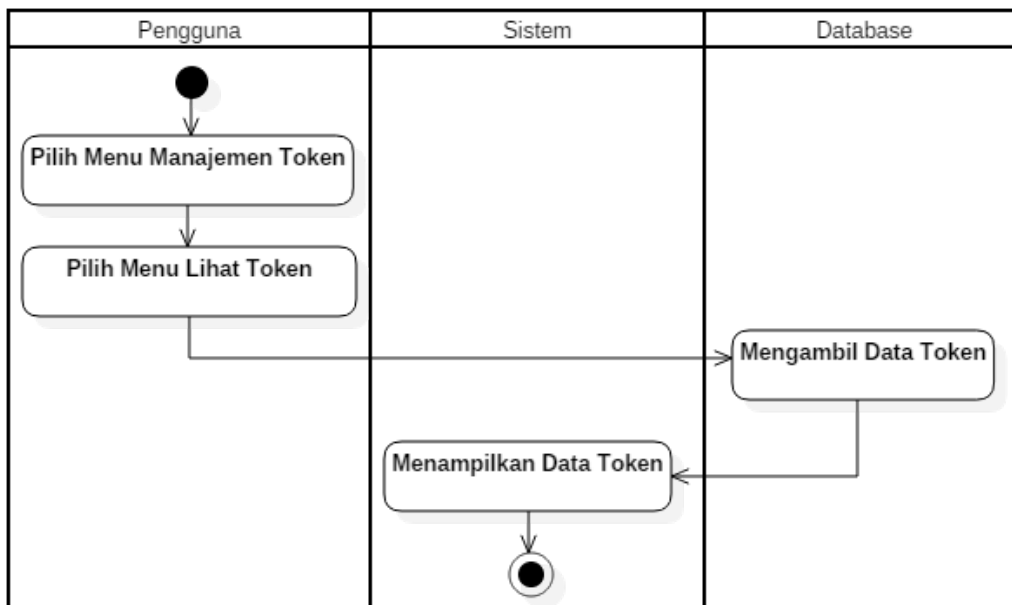 Pengguna
Sistem
Database
Pilih Menu Manajemen Token
Pilih Menu Lihat Token
Mengambil Data Token
Menampilkan Data Token